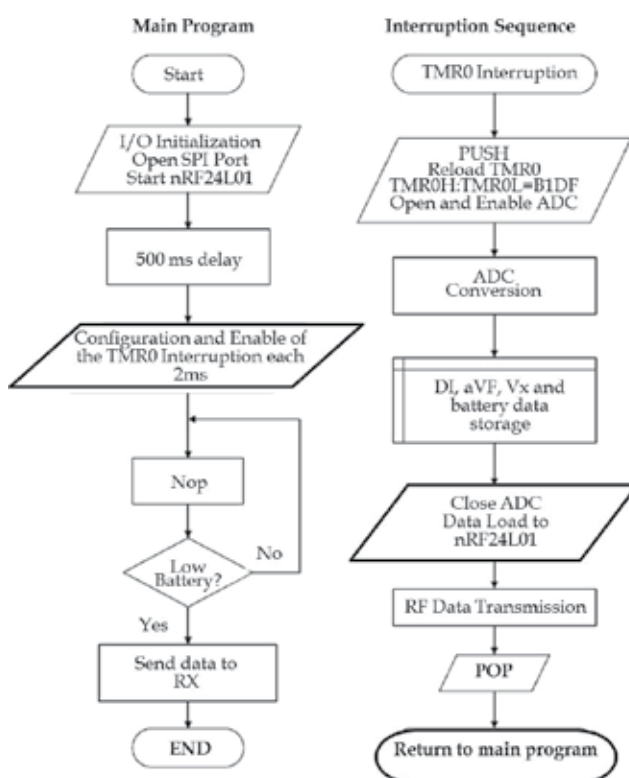 Main Program
Start
I/O Initialization
Open SPI Port
Start nRF24L01
500 ms delay
Configuration and Enable of
the TMR0 Interruption each
2ms
Nop
Low
Battery?
No
Yes
Send data to
RX
END
Interruption Sequence
TMR0 Interruption
PUSH
Reload TMR0
TMR0H:TMR0L=B1DF
Open and Enable ADC
ADC
Conversion
DI, aVF, Vx and
battery data
storage
Close ADC
Data Load to
nRF24L01
RF Data Transmission
POP
Return to main program